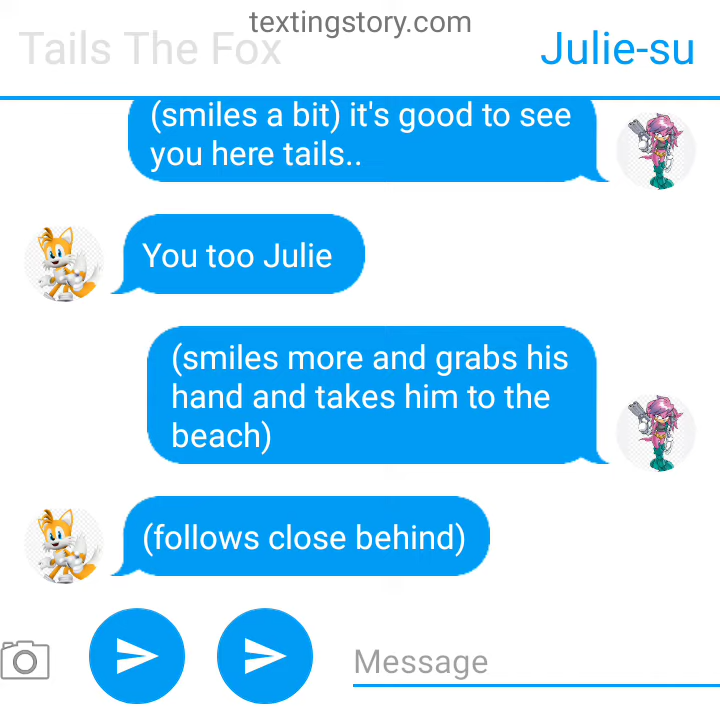 textingstory.com
Tails The Fox
Julie-su
(smiles a bit) it's good to see
you here tails..
You too Julie
(smiles more and grabs his
hand and takes him to the
beach)
(follows close behind)
Message